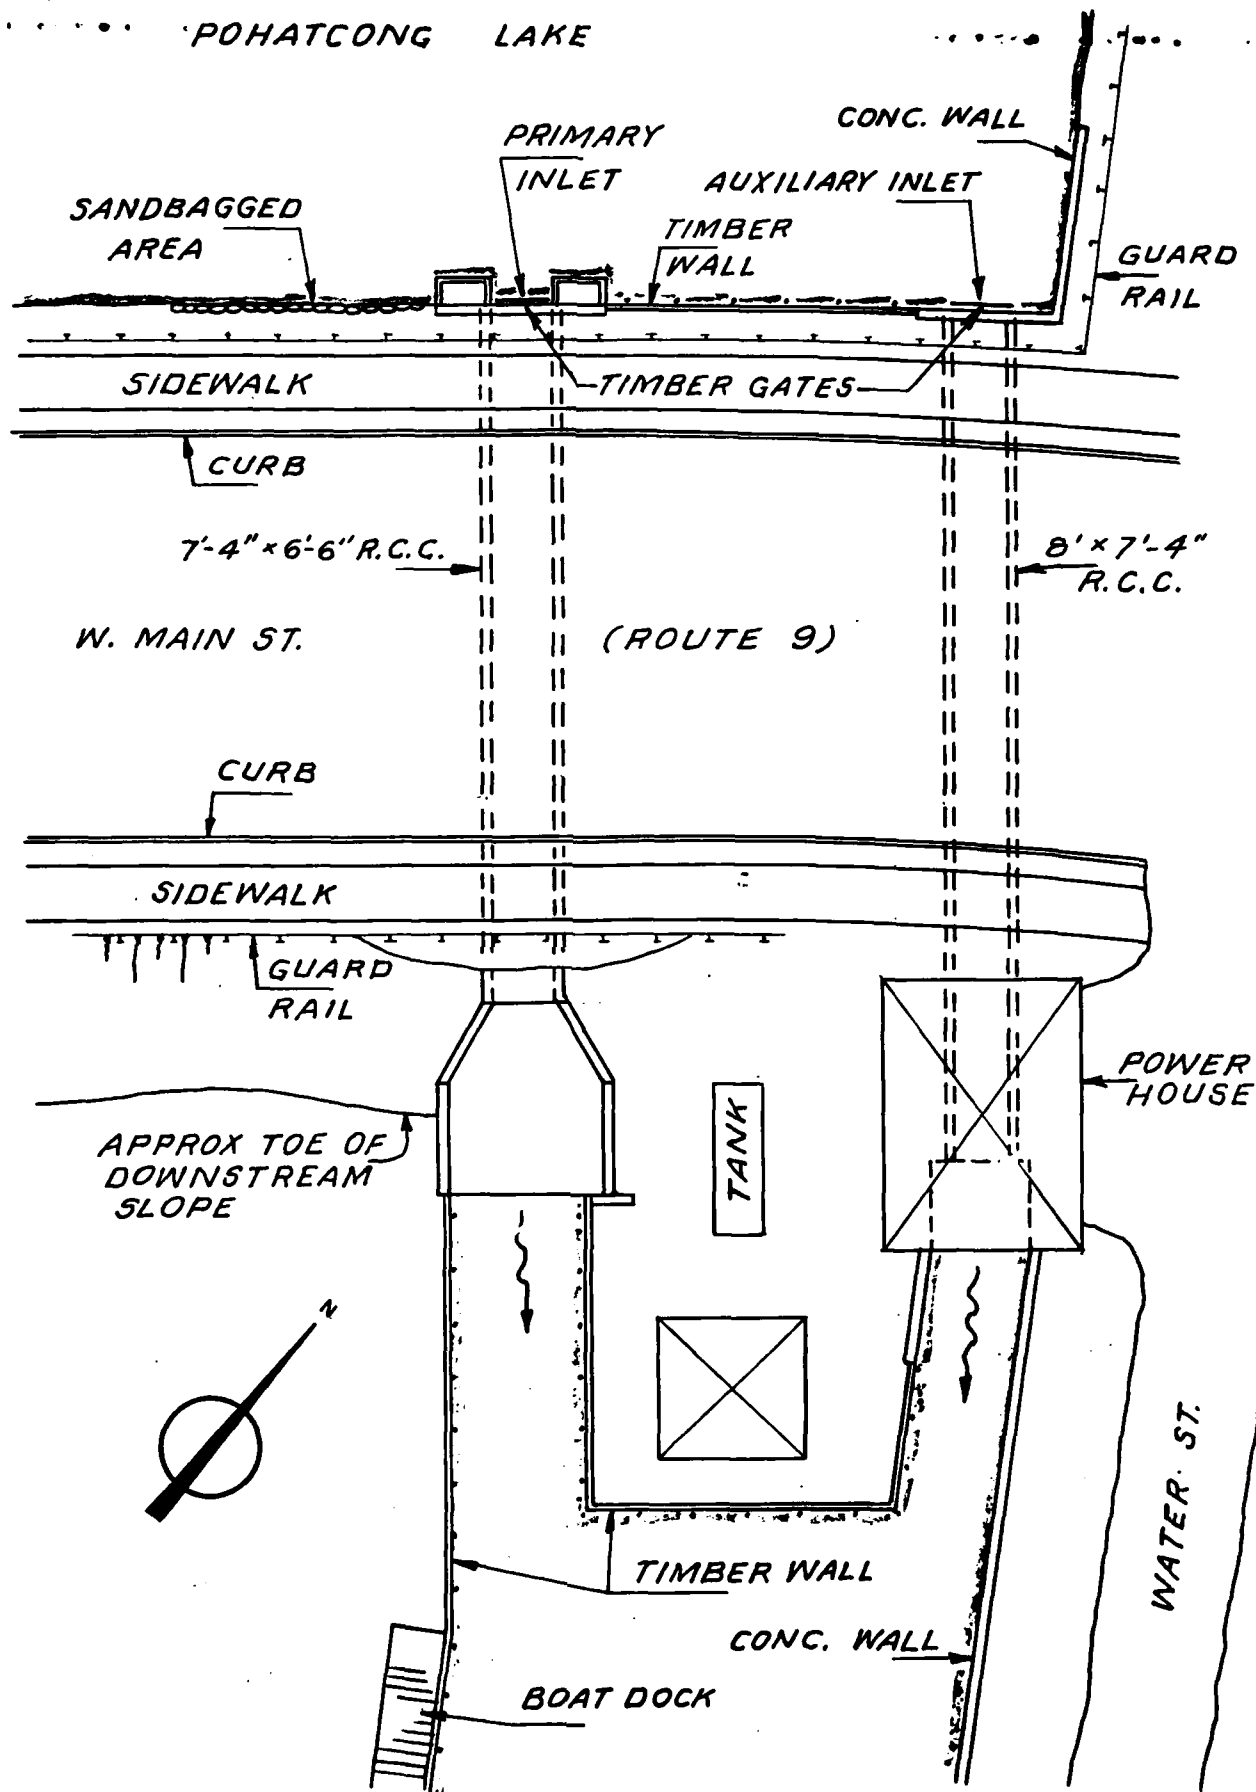 POHATCONG LAKE
CONC. WALL
PRIMARY
INLET
AUXILIARY INLET
SANDBAGGED
AREA
TIMBER
WALL
GUARD
RAIL
SIDEWALK
TIMBER GATES
CURB
7'-4" × 6'-6" R.C.C.
8' × 7'-4"
R.C.C.
W. MAIN ST.
(ROUTE 9)
CURB
SIDEWALK
GUARD
RAIL
POWER
HOUSE
APPROX TOE OF
DOWNSTREAM
SLOPE
TANK
N
WATER ST.
TIMBER WALL
CONC. WALL
BOAT DOCK